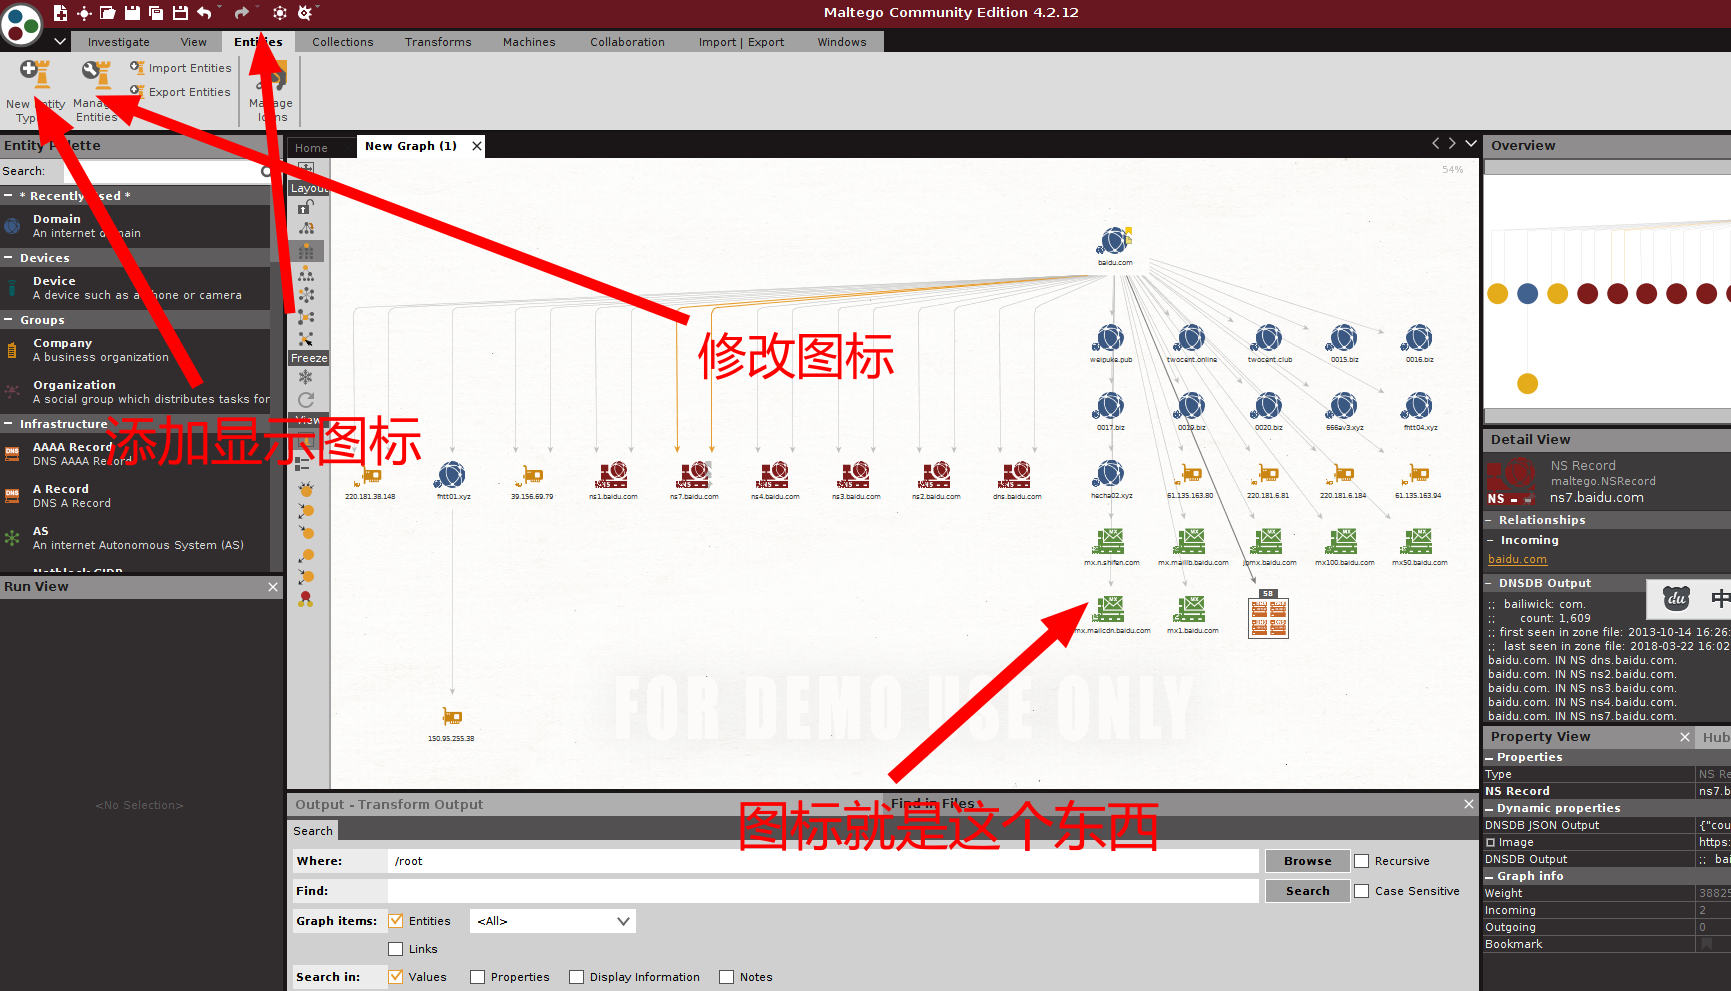 Maltego Community Edition 4.2.12
Investigate View Entities Collections Transforms Machines Collaboration Import | Export Windows
Import Entities
Export Entities
New Entity
Manage
Entities
Manage
Entity Palette
Search:
* Recently Used *
Domain
An internet domain
Devices
Device
A device such as a phone or camera
Groups
Company
A business organization
Organization
A social group which distributes tasks for
Infrastructure
AAAA Record
DNS AAAA Record
A Record
DNS A Record
AS
An internet Autonomous System (AS)
Run View
<No Selection>
添加显示图标
Home
New Graph (1)
54%
Layout
Freeze
View
修改图标
baidu.com
weipuke.pub
twocent.online
twocent.club
0015.biz
0016.biz
0017.biz
0019.biz
0020.biz
666av3.xyz
fhtt04.xyz
220.181.38.148
fhtt01.xyz
39.156.69.79
ns1.baidu.com
ns7.baidu.com
ns4.baidu.com
ns3.baidu.com
ns2.baidu.com
dns.baidu.com
hecha02.xyz
61.135.163.80
220.181.6.81
220.181.6.184
61.135.163.94
mx.n.shifen.com
mx.maillb.baidu.com
jpmx.baidu.com
mx100.baidu.com
mx50.baidu.com
mx.mailcdn.baidu.com
mx1.baidu.com
58
150.95.255.38
FOR DEMO USE ONLY
图标就是这个东西
Output - Transform Output
Find in Files
Search
Where:
/root
Browse
Recursive
Find:
Search
Case Sensitive
Graph items:
Entities
<All>
Links
Search in:
Values
Properties
Display Information
Notes
Overview
Detail View
NS Record
maltego.NSRecord
ns7.baidu.com
NS
Relationships
Incoming
baidu.com
DNSDB Output
;; bailiwick: com.
;; count: 1,609
;; first seen in zone file: 2013-10-14 16:26:
;; last seen in zone file: 2018-03-22 16:02
baidu.com. IN NS dns.baidu.com.
baidu.com. IN NS ns2.baidu.com.
baidu.com. IN NS ns3.baidu.com.
baidu.com. IN NS ns4.baidu.com.
baidu.com. IN NS ns7.baidu.com.
du 中
Property View
Hub
Properties
Type NS Re
NS Record ns7.b
Dynamic properties
DNSDB JSON Output {"cou
Image https:
DNSDB Output ;; bai
Graph info
Weight 38825
Incoming 2
Outgoing 0
Bookmark